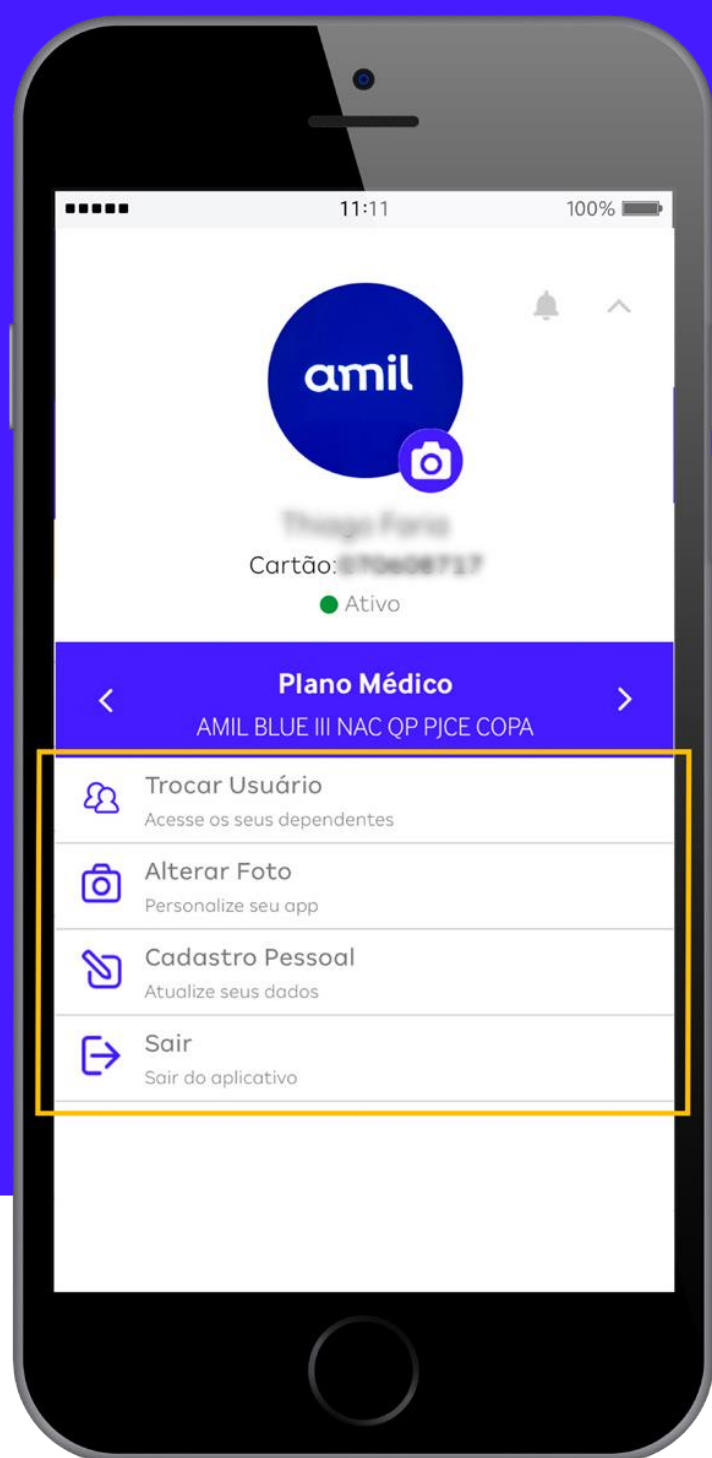 11:11
100%
amil
Cartão:
Ativo
Plano Médico
AMIL BLUE III NAC QP PJCE COPA
Trocar Usuário
Acesse os seus dependentes
Alterar Foto
Personalize seu app
Cadastro Pessoal
Atualize seus dados
Sair
Sair do aplicativo